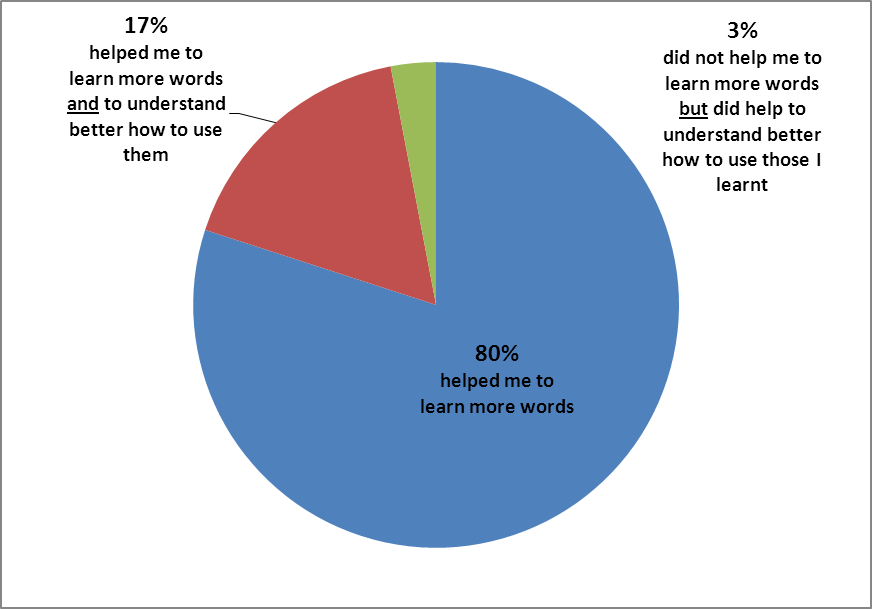 17%
helped me to
learn more words
and to understand
better how to use
them
3%
did not help me to
learn more words
but did help to
understand better
how to use those I
learnt
80%
helped me to
learn more words